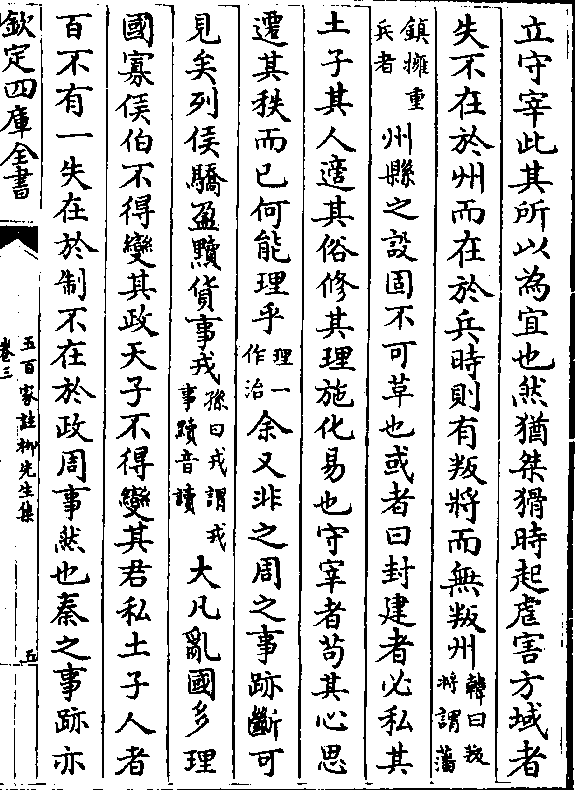 立守宰此其所以為宜也然猶桀猾時起虐害方域者
失不在於州而在於兵時則有叛將而無叛州韓曰叛將謂藩
鎮擁重兵者州縣之設固不可革也或者曰封建者必私其
土子其人適其俗修其理施化易也守宰者苟其心思
遷其秩而已何能理乎理一作治余又非之周之事跡斷可
見矣列侯驕盈黷貨事戎孫曰戎謂戎事黷音讀大凡亂國多理
國寡侯伯不得變其政天子不得變其君私土子人者
百不有一失在於制不在於政周事然也秦之事跡亦
欽定四庫全書
五百家註柳先生集
卷三
五